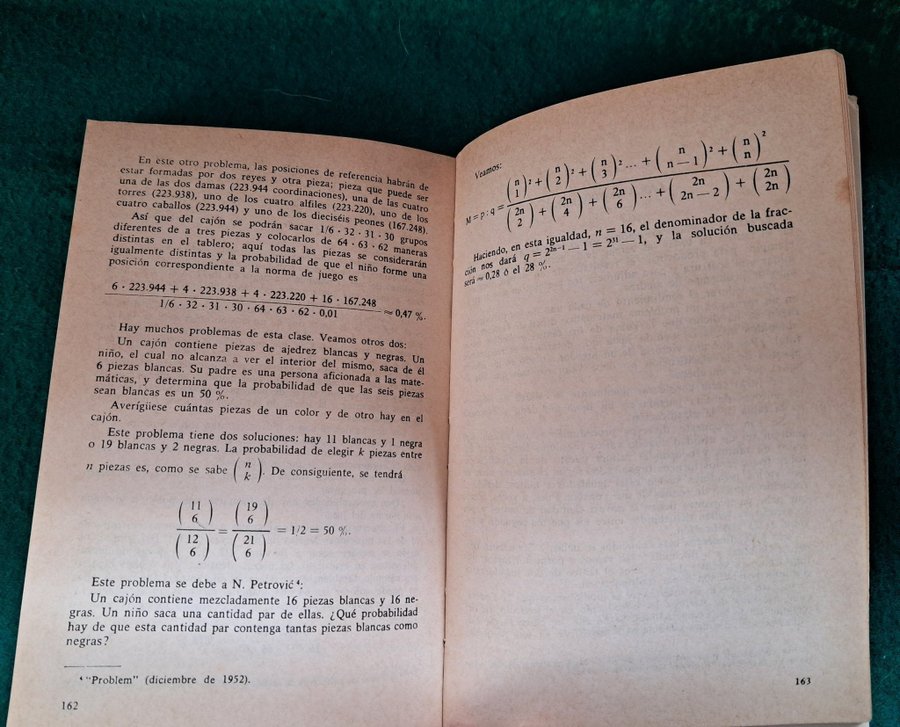 En este otro problema, las posiciones de referencia habrán de
estar formadas por dos reyes y otra pieza; pieza que puede ser
una de las dos damas (223.944 coordinaciones), una de las cuatro
torres (223.938), uno de los cuatro alfiles (223.220), uno de los
cuatro caballos (223.944) y uno de los dieciséis peones (167.248).
Así que del cajón se podrán sacar 1/6 · 32 · 31 · 30 grupos
diferentes de a tres piezas y colocarlos de 64 · 63 · 62 maneras
distintas en el tablero; aquí todas las piezas se considerarán
igualmente distintas y la probabilidad de que el niño forme una
posición correspondiente a la norma de juego es
6 · 223.944 + 4 · 223.938 + 4 · 223.220 + 16 · 167.248
1/6 · 32 · 31 · 30 · 64 · 63 · 62 · 0,01 ≈ 0,47 %.
Hay muchos problemas de esta clase. Veamos otros dos:
Un cajón contiene piezas de ajedrez blancas y negras. Un
niño, el cual no alcanza a ver el interior del mismo, saca de él
6 piezas blancas. Su padre es una persona aficionada a las mate-
máticas, y determina que la probabilidad de que las seis piezas
sean blancas es un 50 %.
Averígüese cuántas piezas de un color y de otro hay en el
cajón.
Este problema tiene dos soluciones: hay 11 blancas y 1 negra
o 19 blancas y 2 negras. La probabilidad de elegir k piezas entre
n piezas es, como se sabe (n k). De consiguiente, se tendrá
(11 6) / (12 6) = (19 6) / (21 6) = 1/2 = 50 %.
Este problema se debe a N. Petrović ⁴:
Un cajón contiene mezcladamente 16 piezas blancas y 16 ne-
gras. Un niño saca una cantidad par de ellas. ¿Qué probabilidad
hay de que esta cantidad par contenga tantas piezas blancas como
negras?
⁴ "Problem" (diciembre de 1952).
162
Veamos:
M = p : q = ((n 1)² + (n 2)² + (n 3)² ... + (n n — 1)² + (n n)²) / ((2n 2) + (2n 4) + (2n 6) ... + (2n 2n — 2) + (2n 2n))
Haciendo, en esta igualdad, n = 16, el denominador de la frac-
ción nos dará q = 2²ⁿ⁻¹ — 1 = 2³¹ — 1, y la solución buscada
será ≈ 0,28 ó el 28 %.
163